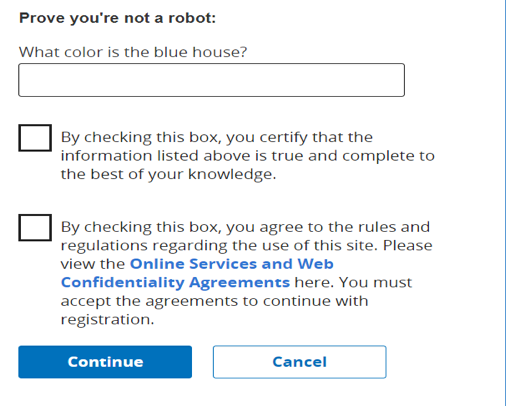 Prove you're not a robot:
What color is the blue house?
By checking this box, you certify that the
information listed above is true and complete to
the best of your knowledge.
By checking this box, you agree to the rules and
regulations regarding the use of this site. Please
view the Online Services and Web
Confidentiality Agreements here. You must
accept the agreements to continue with
registration.
Continue
Cancel